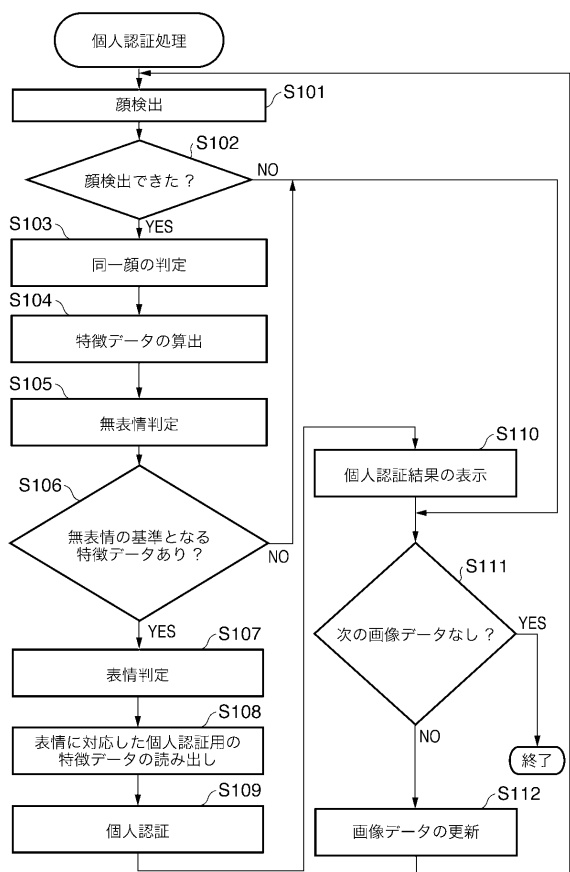 個人認証処理
顔検出
S101
S102
顔検出できた ?
NO
YES
S103
同一顔の判定
S104
特徴データの算出
S105
無表情判定
S106
無表情の基準となる
特徴データあり ?
NO
YES
S107
表情判定
S108
表情に対応した個人認証用の
特徴データの読み出し
S109
個人認証
S110
個人認証結果の表示
S111
次の画像データなし ?
YES
NO
終了
S112
画像データの更新